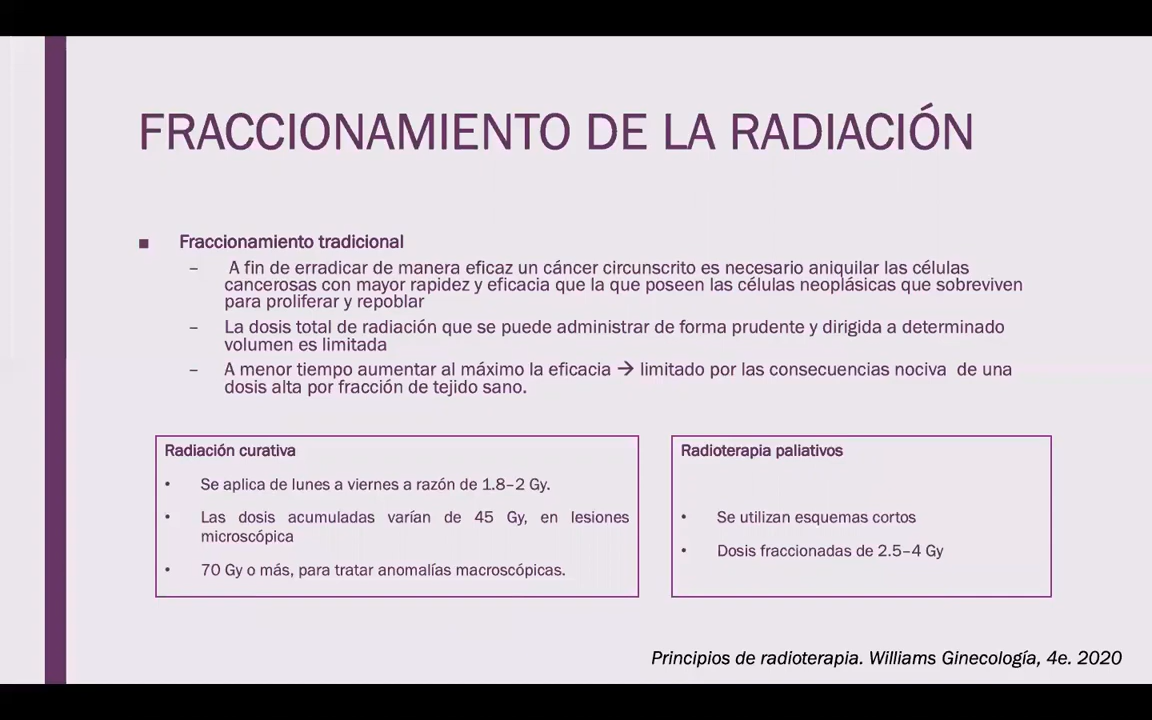 FRACCIONAMIENTO DE LA RADIACIÓN
■ Fraccionamiento tradicional
– A fin de erradicar de manera eficaz un cáncer circunscrito es necesario aniquilar las células
cancerosas con mayor rapidez y eficacia que la que poseen las células neoplásicas que sobreviven
para proliferar y repoblar
– La dosis total de radiación que se puede administrar de forma prudente y dirigida a determinado
volumen es limitada
– A menor tiempo aumentar al máximo la eficacia → limitado por las consecuencias nociva de una
dosis alta por fracción de tejido sano.
Radiación curativa
• Se aplica de lunes a viernes a razón de 1.8–2 Gy.
• Las dosis acumuladas varían de 45 Gy, en lesiones
microscópica
• 70 Gy o más, para tratar anomalías macroscópicas.
Radioterapia paliativos
• Se utilizan esquemas cortos
• Dosis fraccionadas de 2.5–4 Gy
Principios de radioterapia. Williams Ginecología, 4e. 2020